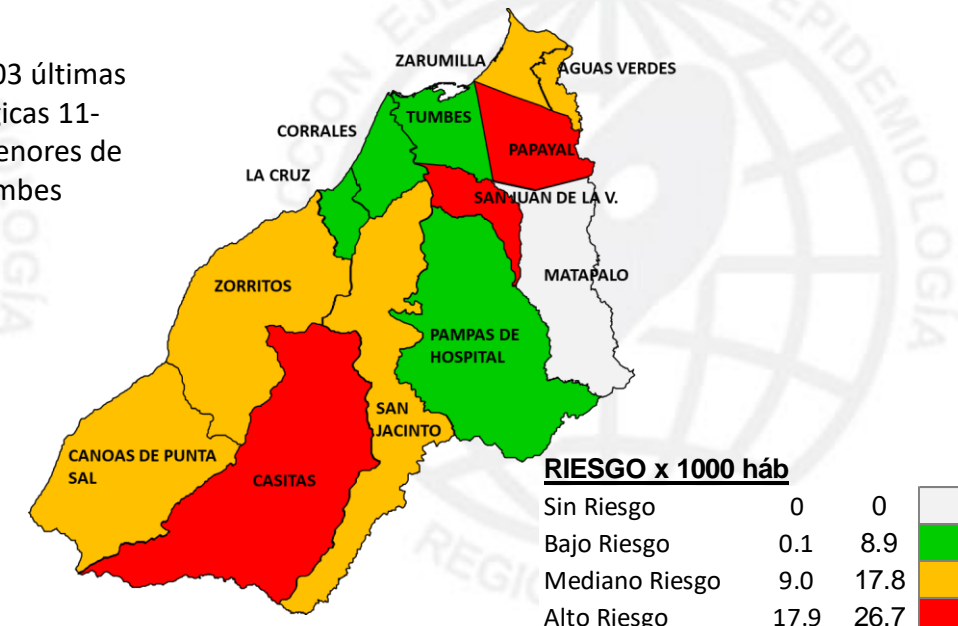 03 últimas
gicas 11-
enores de
mbes
ZARUMILLA
AGUAS VERDES
TUMBES
CORRALES
PAPAYAL
LA CRUZ
SAN JUAN DE LA V.
MATAPALO
ZORRITOS
PAMPAS DE
HOSPITAL
SAN
JACINTO
CANOAS DE PUNTA
SAL
CASITAS
RIESGO x 1000 háb
Sin Riesgo 0 0
Bajo Riesgo 0.1 8.9
Mediano Riesgo 9.0 17.8
Alto Riesgo 17.9 26.7